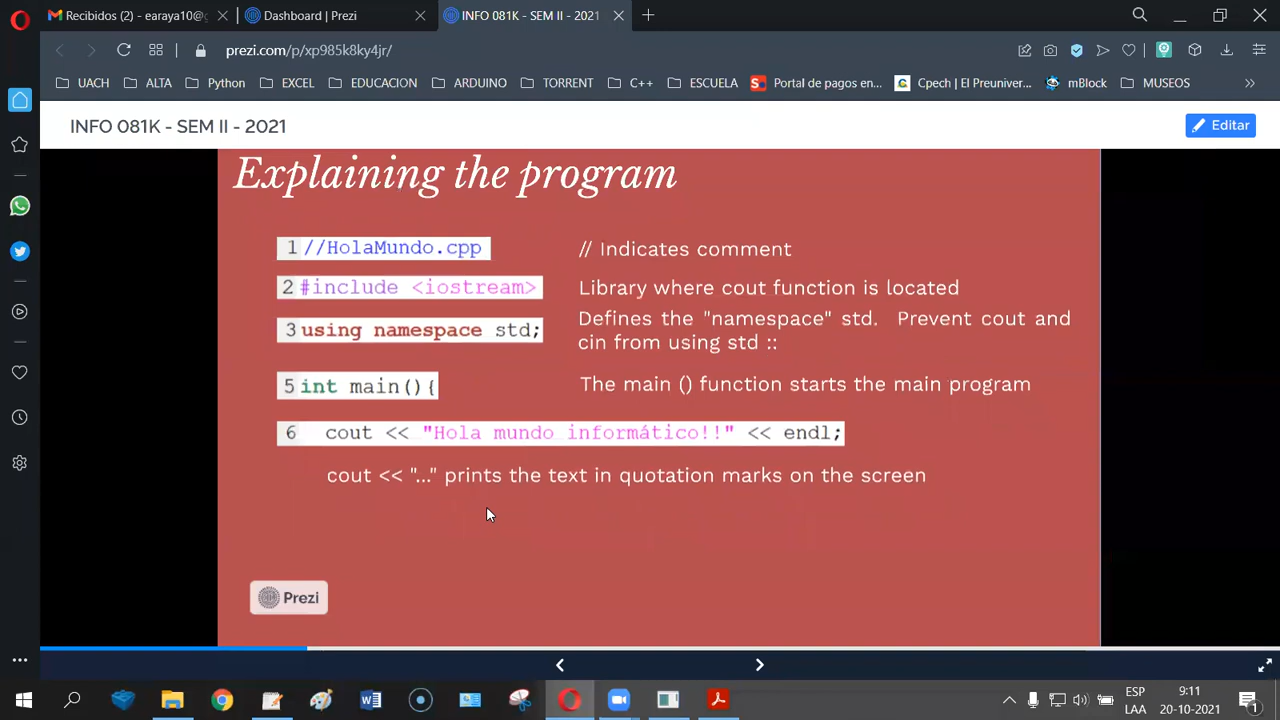 Recibidos (2) - earaya10@g
Dashboard | Prezi
INFO 081K - SEM II - 2021
prezi.com/p/xp985k8ky4jr/
UACH
ALTA
Python
EXCEL
EDUCACION
ARDUINO
TORRENT
C++
ESCUELA
Portal de pagos en...
Cpech | El Preuniver...
mBlock
MUSEOS
INFO 081K - SEM II - 2021
Editar
Explaining the program
1 //HolaMundo.cpp
// Indicates comment
2 #include <iostream>
Library where cout function is located
3 using namespace std;
Defines the "namespace" std. Prevent cout and
cin from using std ::
5 int main(){
The main () function starts the main program
6 cout << "Hola mundo informático!!" << endl;
cout << "..." prints the text in quotation marks on the screen
Prezi
ESP
LAA
9:11
20-10-2021
1